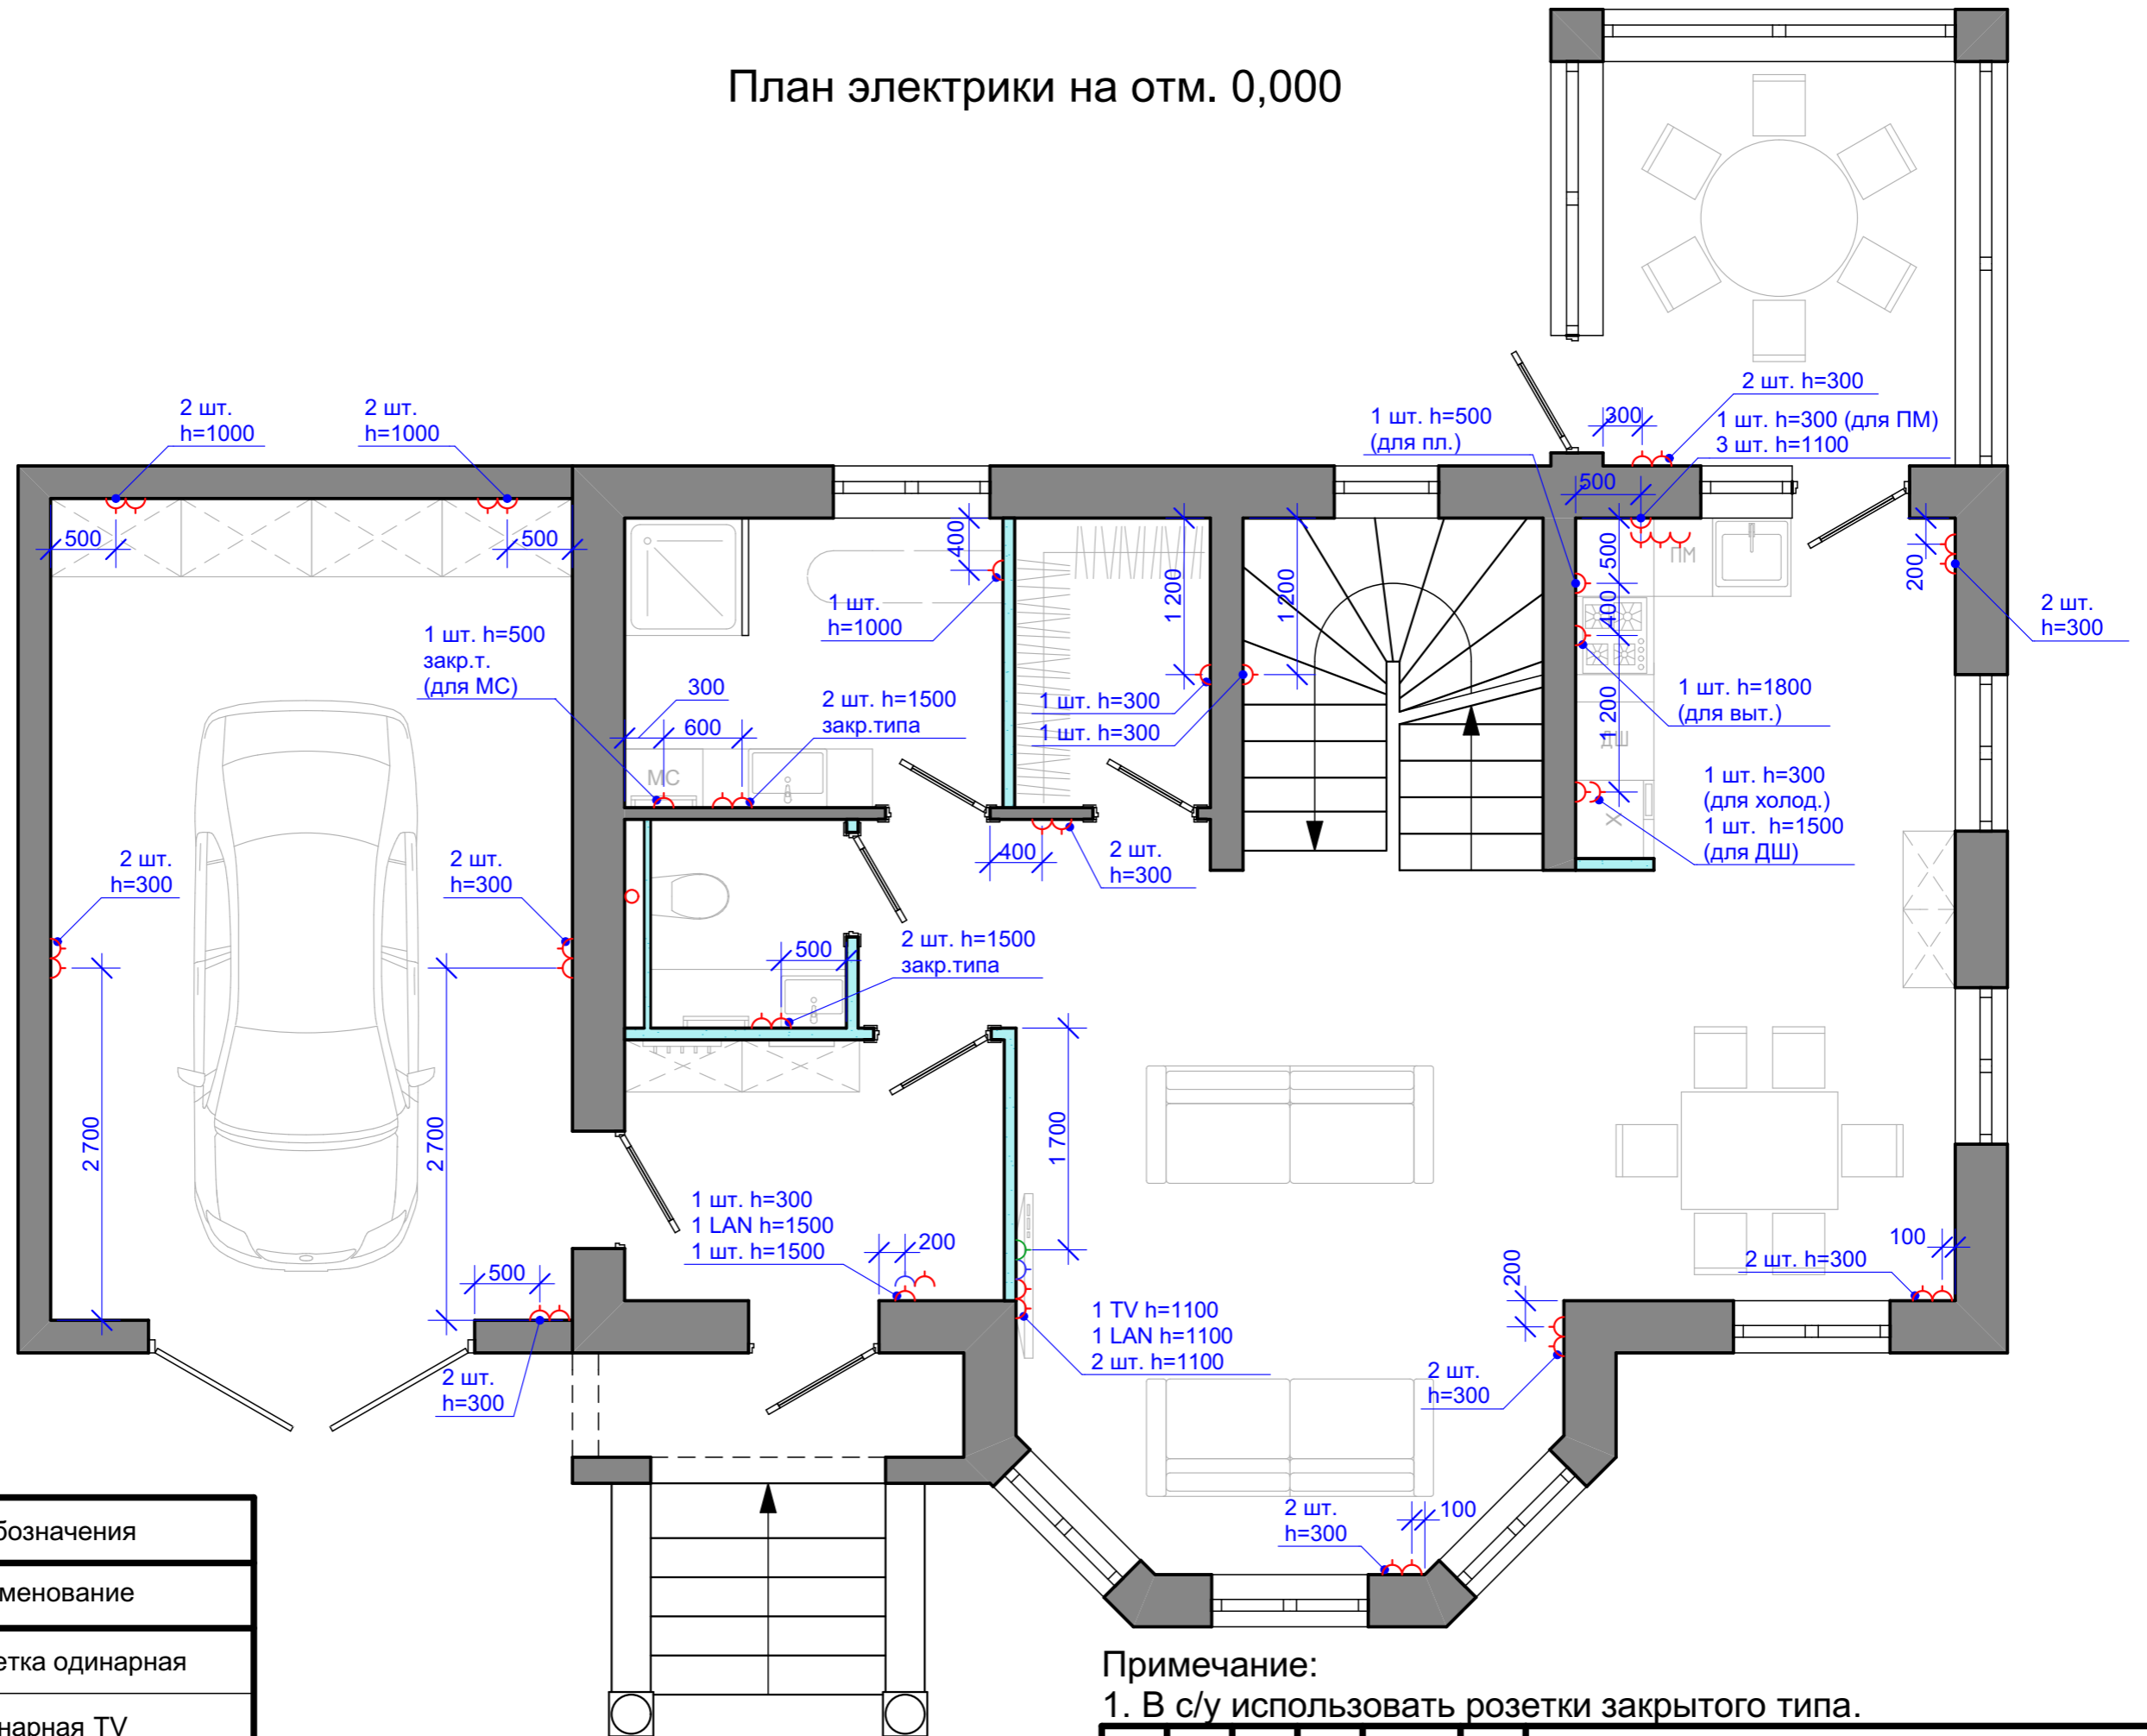 План электрики на отм. 0,000
2 шт. h=300
300
1 шт. h=300 (для ПМ)
3 шт. h=1100
1 шт. h=500
(для пл.)
2 шт.
h=1000
2 шт.
h=1000
500
500
500
400
1 200
1 200
500
400
1 200
ПМ
200
2 шт.
h=300
1 шт.
h=1000
1 шт. h=500
закр.т.
(для МС)
300
600
2 шт. h=1500
закр.типа
МС
1 шт. h=300
1 шт. h=300
1 шт. h=1800
(для выт.)
ДШ
1 шт. h=300
(для холод.)
1 шт. h=1500
(для ДШ)
Х
400
2 шт.
h=300
2 шт.
h=300
2 шт.
h=300
500
2 шт. h=1500
закр.типа
2 700
2 700
1 700
1 шт. h=300
1 LAN h=1500
1 шт. h=1500
200
500
2 шт.
h=300
1 TV h=1100
1 LAN h=1100
2 шт. h=1100
200
2 шт.
h=300
2 шт. h=300
100
2 шт.
h=300
100
бозначения
менование
етка одинарная
нарная TV
Примечание:
1. В с/у использовать розетки закрытого типа.